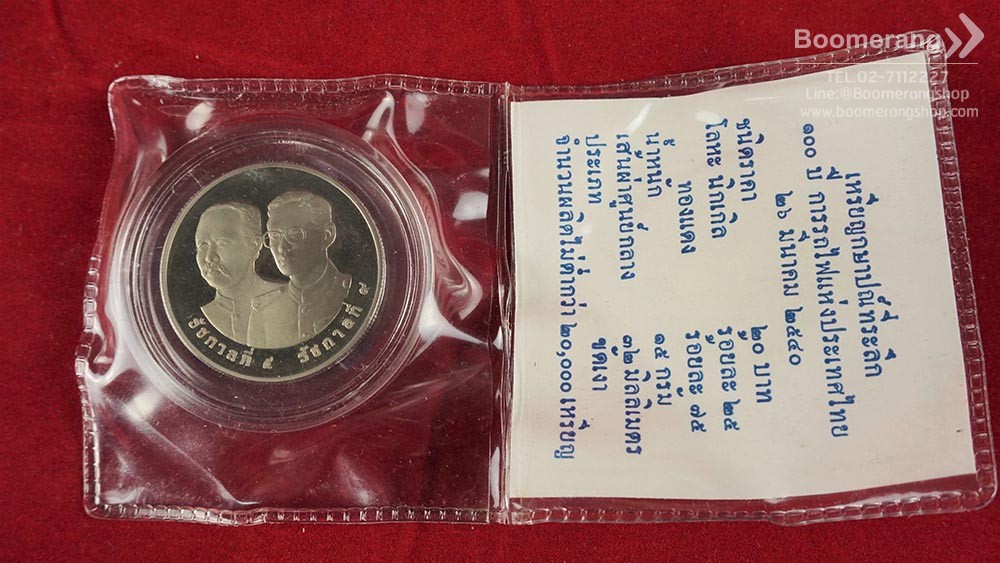 Boomerang
TEL.02-7112227
Line:@Boomerangshop
www.boomerangshop.com
เหรียญกษาปณ์ที่ระลึก
๑๐๐ ปี การรถไฟแห่งประเทศไทย
๒๖ มีนาคม ๒๕๔๐
ชนิดราคา ๒๐ บาท
โลหะ นิกเกิล ร้อยละ ๒๕
ทองแดง ร้อยละ ๗๕
น้ำหนัก ๑๕ กรัม
เส้นผ่าศูนย์กลาง ๓๒ มิลลิเมตร
ประเภท ขัดเงา
จำนวนผลิตไม่ต่ำกว่า ๒๐,๐๐๐ เหรียญ
รัชกาลที่ ๕ รัชกาลที่ ๙